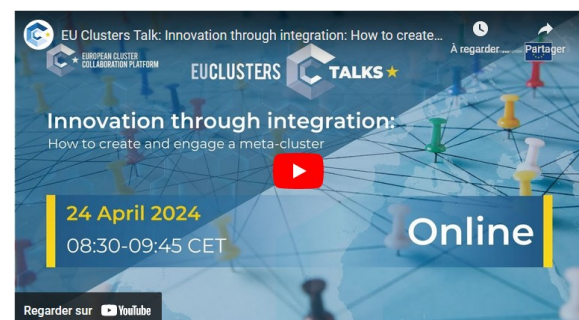 EU Clusters Talk: Innovation through integration: How to create...
À regarder ... Partager
EUROPEAN CLUSTER
COLLABORATION PLATFORM
EUCLUSTERS TALKS
Innovation through integration:
How to create and engage a meta-cluster
24 April 2024
08:30-09:45 CET
Online
Regarder sur YouTube